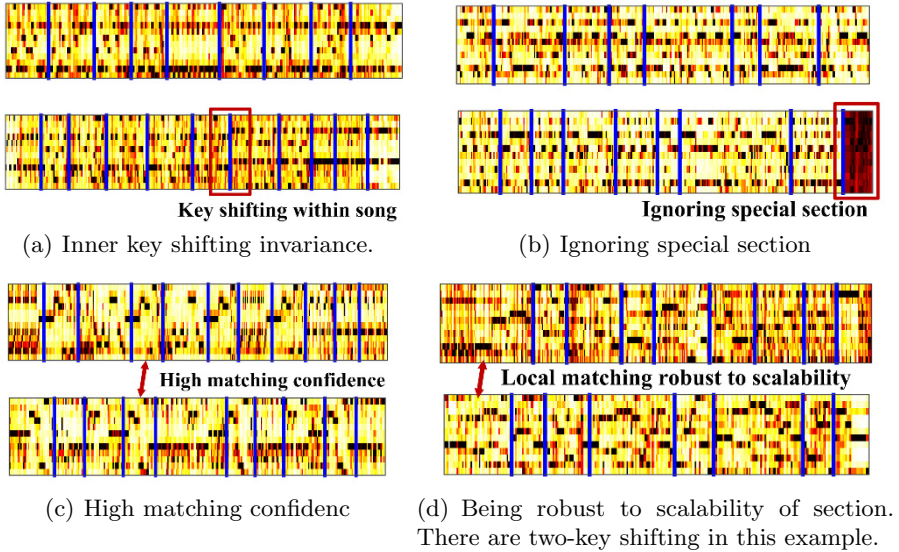 Key shifting within song
Ignoring special section
(a) Inner key shifting invariance.
(b) Ignoring special section
High matching confidence
Local matching robust to scalability
(c) High matching confidenc
(d) Being robust to scalability of section.
There are two-key shifting in this example.